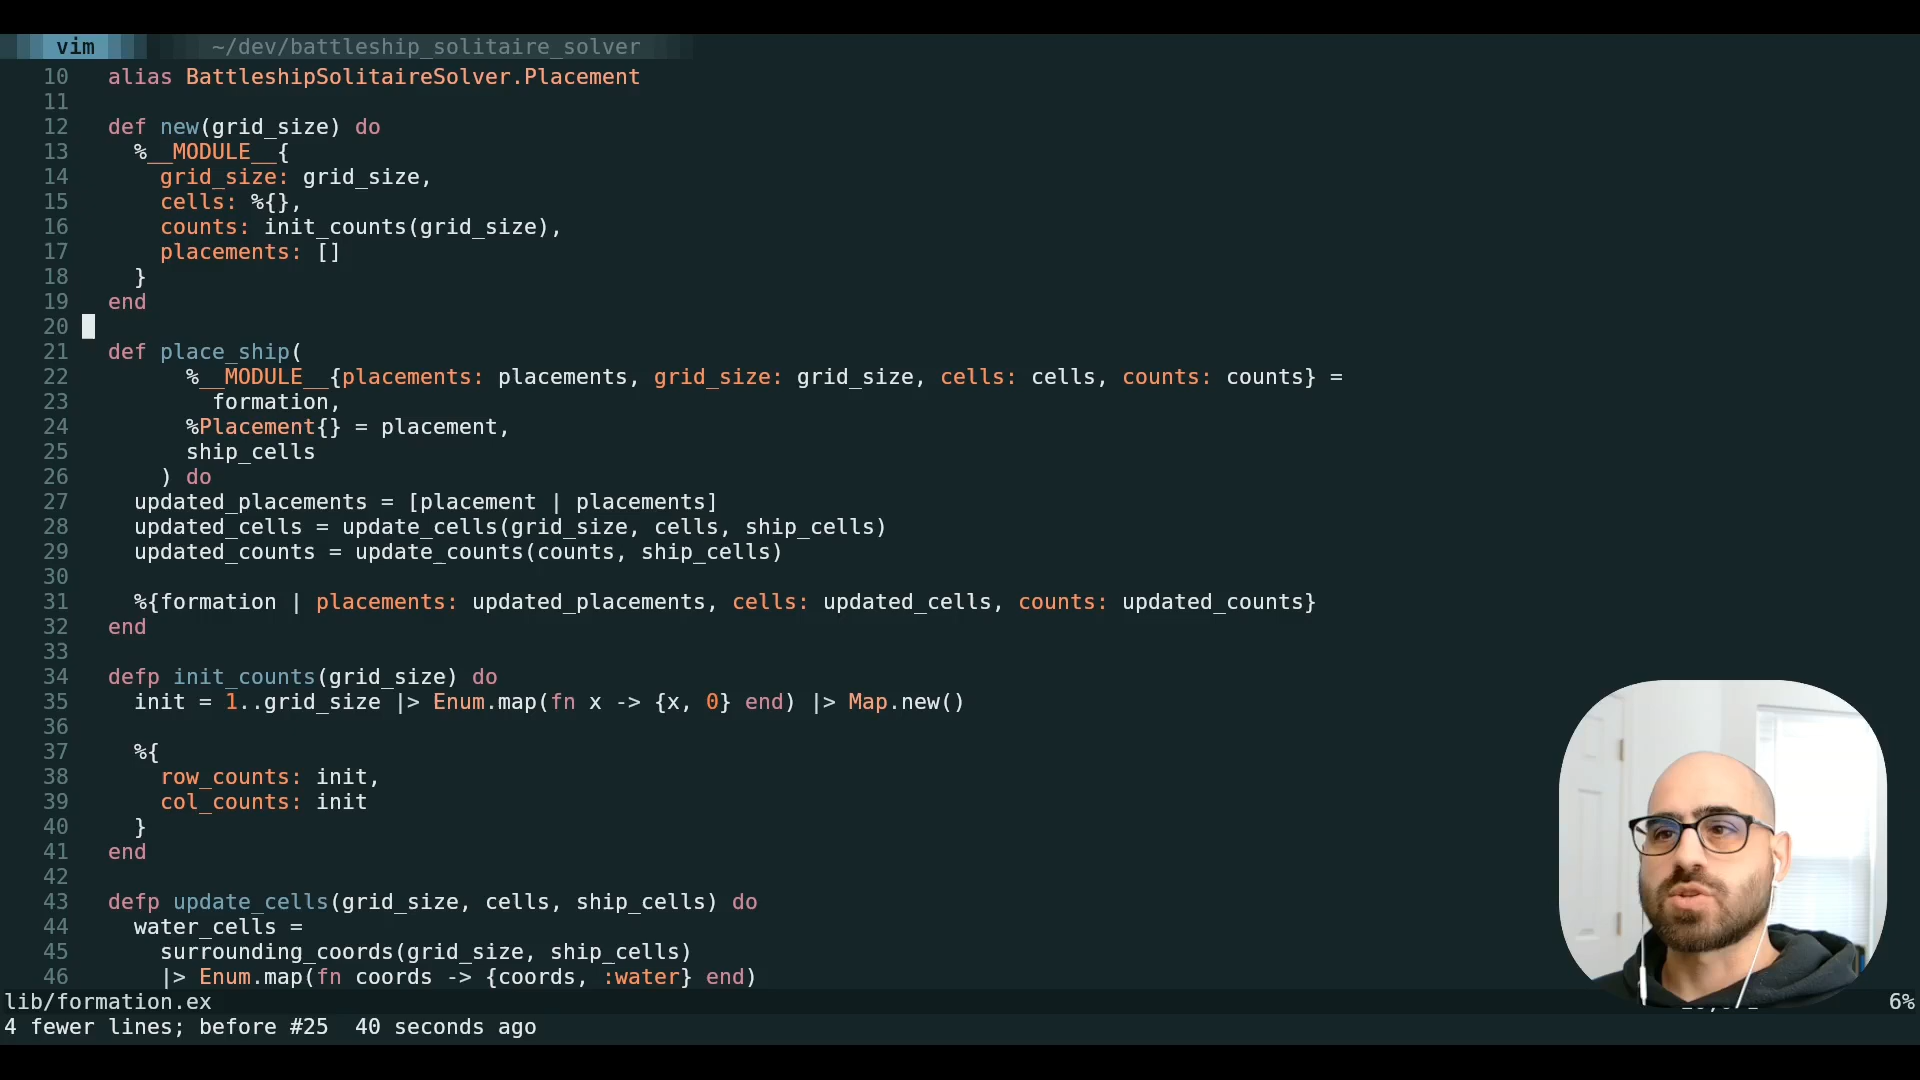 vim ~/dev/battleship_solitaire_solver
10 alias BattleshipSolitaireSolver.Placement
11
12 def new(grid_size) do
13 %__MODULE__{
14 grid_size: grid_size,
15 cells: %{},
16 counts: init_counts(grid_size),
17 placements: []
18 }
19 end
20
21 def place_ship(
22 %__MODULE__{placements: placements, grid_size: grid_size, cells: cells, counts: counts} =
23 formation,
24 %Placement{} = placement,
25 ship_cells
26 ) do
27 updated_placements = [placement | placements]
28 updated_cells = update_cells(grid_size, cells, ship_cells)
29 updated_counts = update_counts(counts, ship_cells)
30
31 %{formation | placements: updated_placements, cells: updated_cells, counts: updated_counts}
32 end
33
34 defp init_counts(grid_size) do
35 init = 1..grid_size |> Enum.map(fn x -> {x, 0} end) |> Map.new()
36
37 %{
38 row_counts: init,
39 col_counts: init
40 }
41 end
42
43 defp update_cells(grid_size, cells, ship_cells) do
44 water_cells =
45 surrounding_coords(grid_size, ship_cells)
46 |> Enum.map(fn coords -> {coords, :water} end)
lib/formation.ex 6%
4 fewer lines; before #25 40 seconds ago